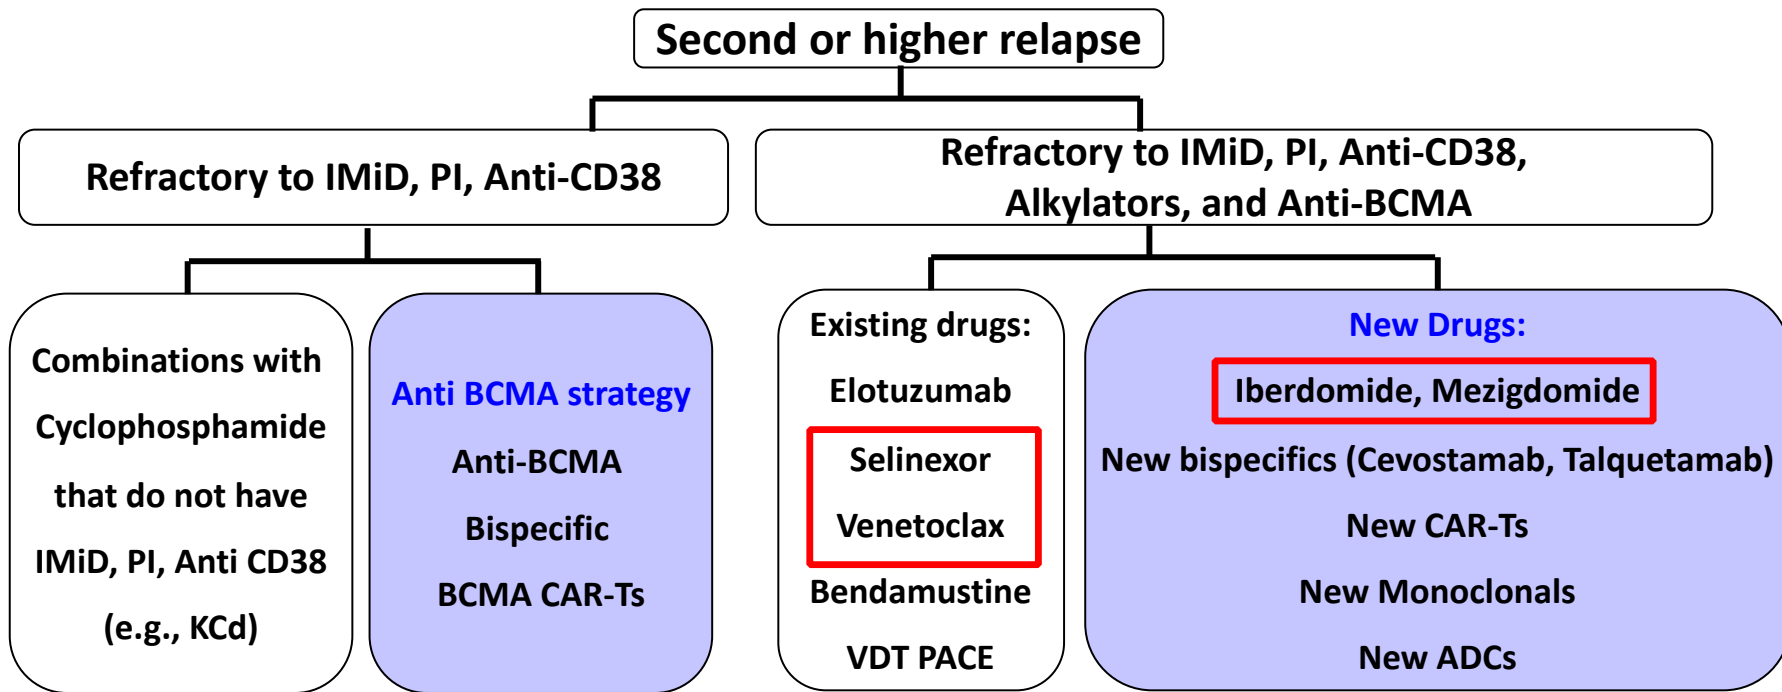 Second or higher relapse
Refractory to IMiD, PI, Anti-CD38
Refractory to IMiD, PI, Anti-CD38,
Alkylators, and Anti-BCMA
Combinations with
Cyclophosphamide
that do not have
IMiD, PI, Anti CD38
(e.g., KCd)
Anti BCMA strategy
Anti-BCMA
Bispecific
BCMA CAR-Ts
Existing drugs:
Elotuzumab
Selinexor
Venetoclax
Bendamustine
VDT PACE
New Drugs:
Iberdomide, Mezigdomide
New bispecifics (Cevostamab, Talquetamab)
New CAR-Ts
New Monoclonals
New ADCs